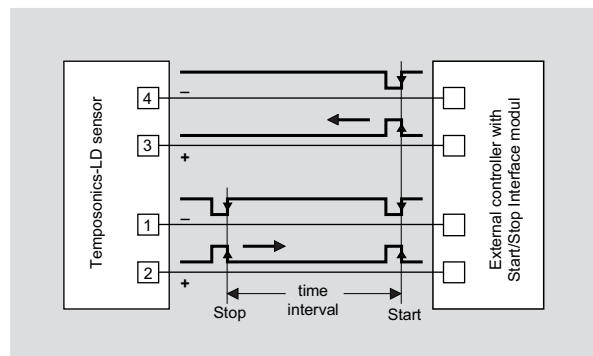 Temposonics-LD sensor
4
–
3
+
1
–
2
+
time
interval
Stop
Start
External controller with
Start/Stop Interface modul